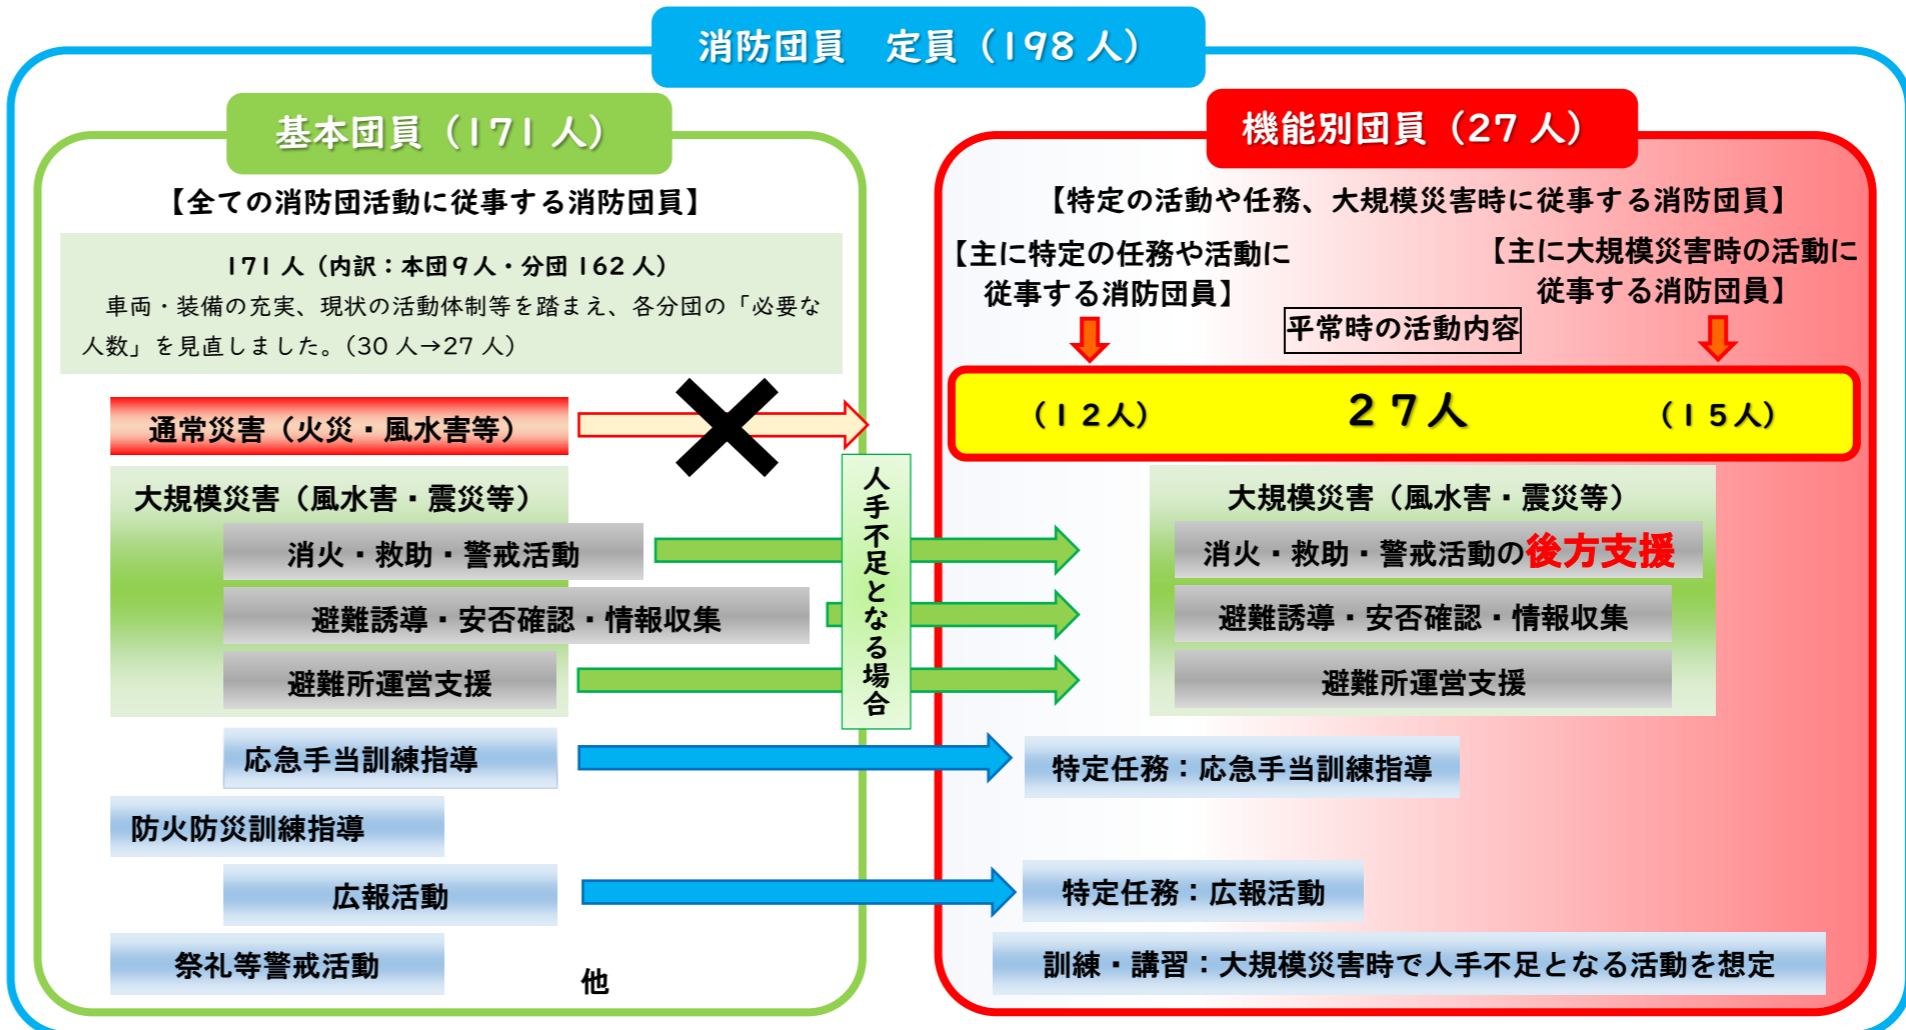 消防団員　定員（198人）
基本団員（171人）
【全ての消防団活動に従事する消防団員】
171人（内訳：本団9人・分団162人）
車両・装備の充実、現状の活動体制等を踏まえ、各分団の「必要な
人数」を見直しました。（30人→27人）
通常災害（火災・風水害等）
大規模災害（風水害・震災等）
消火・救助・警戒活動
避難誘導・安否確認・情報収集
避難所運営支援
応急手当訓練指導
防火防災訓練指導
広報活動
祭礼等警戒活動
他
人手不足となる場合
機能別団員（27人）
【特定の活動や任務、大規模災害時に従事する消防団員】
【主に特定の任務や活動に
従事する消防団員】
【主に大規模災害時の活動に
従事する消防団員】
平常時の活動内容
（12人）
27人
（15人）
大規模災害（風水害・震災等）
消火・救助・警戒活動の後方支援
避難誘導・安否確認・情報収集
避難所運営支援
特定任務：応急手当訓練指導
特定任務：広報活動
訓練・講習：大規模災害時で人手不足となる活動を想定